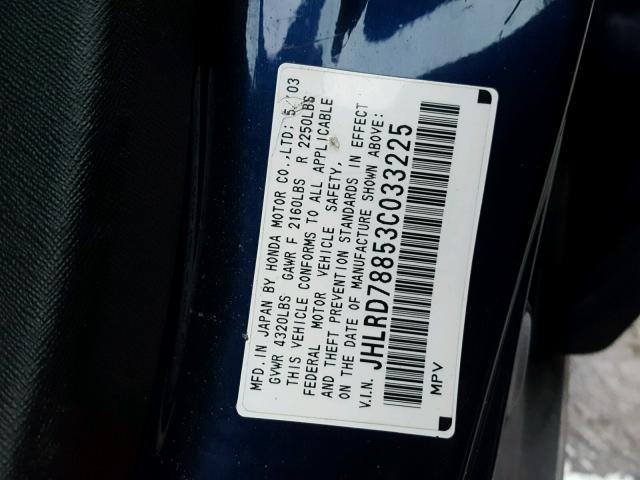 MFD. IN JAPAN BY HONDA MOTOR CO.,LTD: 5/03
GVWR 4320LBS GAWR F 2160LBS R 2250LBS
THIS VEHICLE CONFORMS TO ALL APPLICABLE
FEDERAL MOTOR VEHICLE SAFETY,
AND THEFT PREVENTION STANDARDS IN EFFECT
ON THE DATE OF MANUFACTURE SHOWN ABOVE:
V.I.N. JHLRD78853C033225
MPV